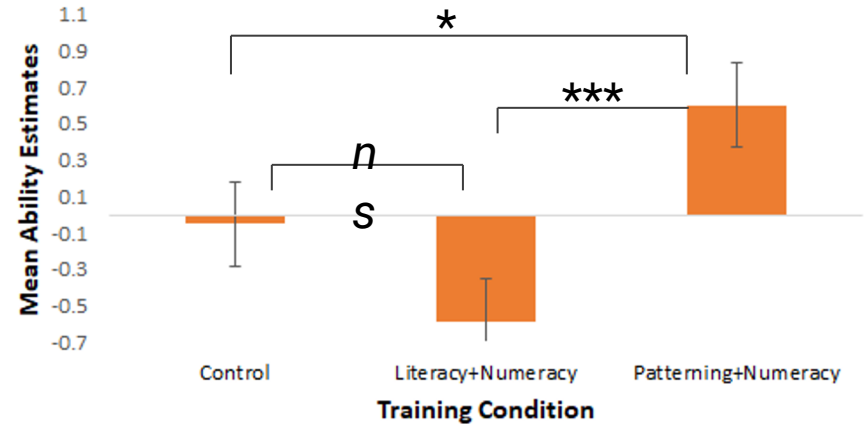 1.1
*
0.9
0.7
***
0.5
0.3
n
0.1
s
-0.1
-0.3
-0.5
-0.7
Mean Ability Estimates
Control
Literacy+Numeracy
Patterning+Numeracy
Training Condition